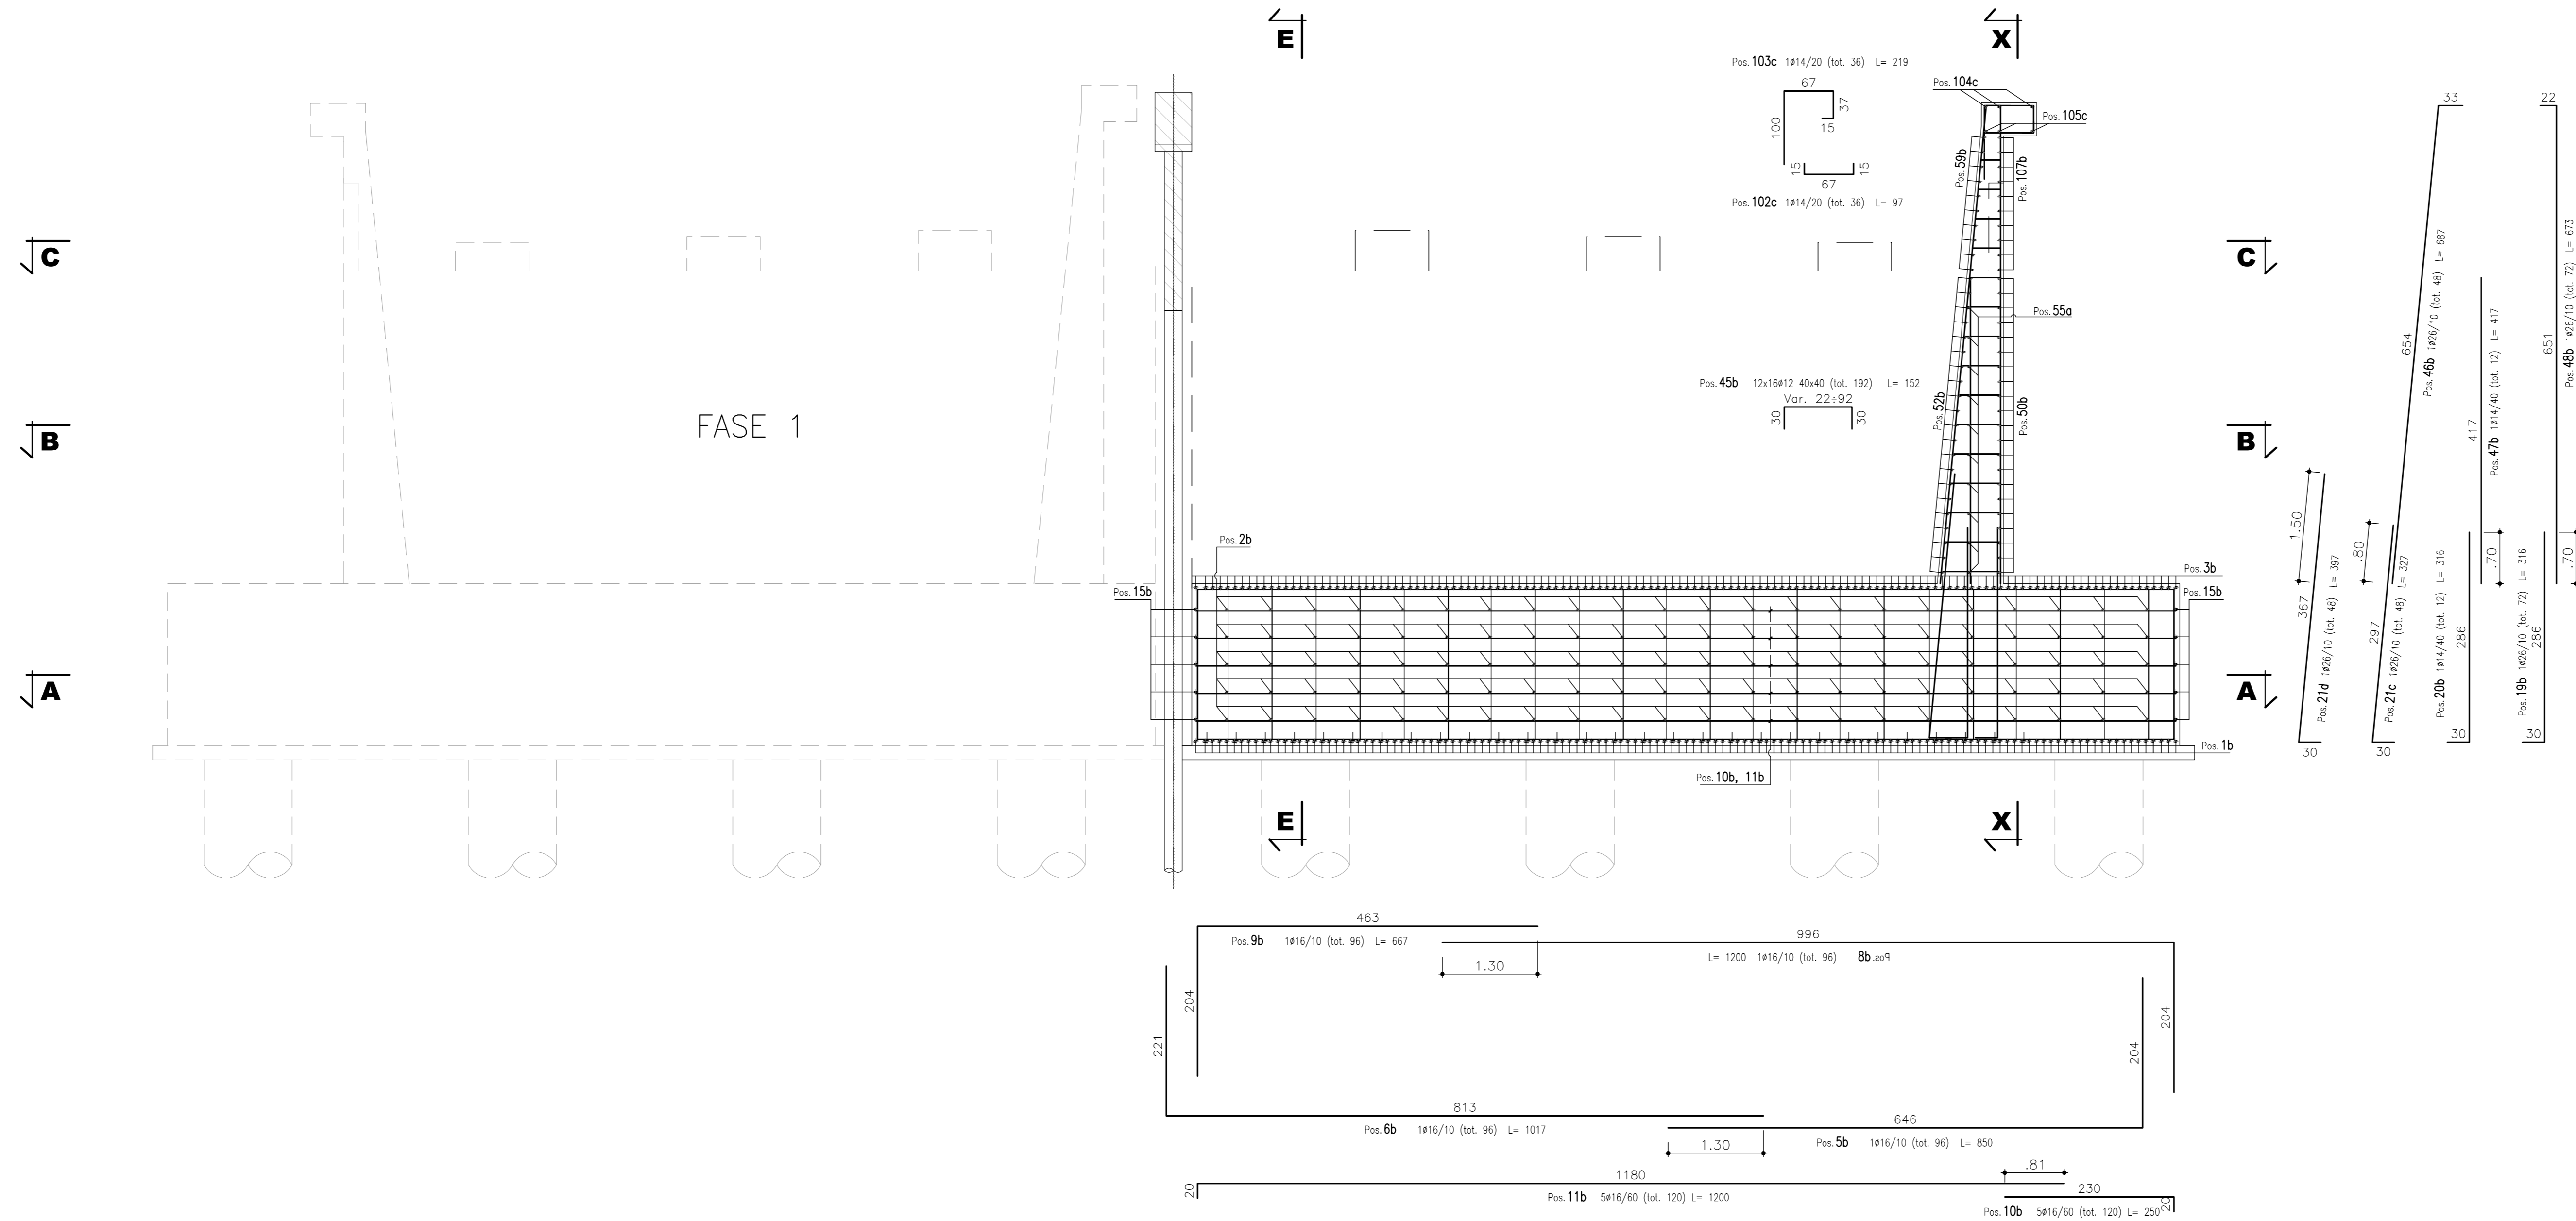 E
X
Pos. 103c 1ø14/20 (tot. 36) L= 219
67
37
100
15
15
15
67
Pos. 102c 1ø14/20 (tot. 36) L= 97
Pos. 104c
Pos. 105c
Pos. 59b
Pos. 107b
33
22
C
C
Pos. 46b 1ø26/10 (tot. 48) L= 687
654
Pos. 48b 1ø26/10 (tot. 72) L= 673
651
Pos. 55a
Pos. 47b 1ø14/40 (tot. 12) L= 417
417
Pos. 45b 12x16ø12 40x40 (tot. 192) L= 152
Var. 22÷92
30
30
Pos. 52b
Pos. 50b
FASE 1
B
B
1.50
.80
.70
.70
Pos. 2b
Pos. 3b
Pos. 15b
Pos. 15b
367
Pos. 21d 1ø26/10 (tot. 48) L= 397
297
Pos. 21c 1ø26/10 (tot. 48) L= 327
Pos. 20b 1ø14/40 (tot. 12) L= 316
286
Pos. 19b 1ø26/10 (tot. 72) L= 316
286
A
A
30
30
30
30
Pos. 1b
Pos. 10b, 11b
E
X
463
Pos. 9b 1ø16/10 (tot. 96) L= 667
996
L= 1200 1ø16/10 (tot. 96) Pos. 8b
1.30
204
204
221
204
813
Pos. 6b 1ø16/10 (tot. 96) L= 1017
646
Pos. 5b 1ø16/10 (tot. 96) L= 850
1.30
.81
1180
20
Pos. 11b 5ø16/60 (tot. 120) L= 1200
230
Pos. 10b 5ø16/60 (tot. 120) L= 250
20